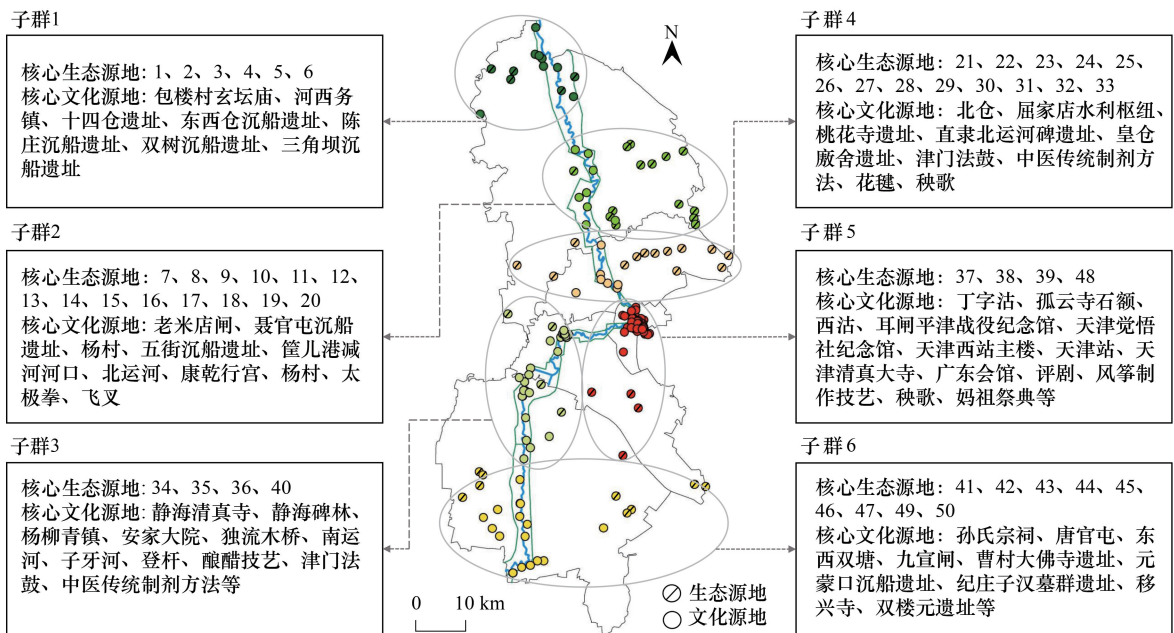 子群1
核心生态源地: 1、2、3、4、5、6
核心文化源地: 包楼村玄坛庙、河西务
镇、十四仓遗址、东西仓沉船遗址、陈
庄沉船遗址、双树沉船遗址、三角坝沉
船遗址
子群2
核心生态源地: 7、8、9、10、11、12、
13、14、15、16、17、18、19、20
核心文化源地: 老米店闸、聂官屯沉船
遗址、杨村、五街沉船遗址、筐儿港减
河河口、北运河、康乾行宫、杨村、太
极拳、飞叉
子群3
核心生态源地: 34、35、36、40
核心文化源地: 静海清真寺、静海碑林、
杨柳青镇、安家大院、独流木桥、南运
河、子牙河、登杆、酿醋技艺、津门法
鼓、中医传统制剂方法等
N
0 10 km
生态源地
文化源地
子群4
核心生态源地: 21、22、23、24、25、
26、27、28、29、30、31、32、33
核心文化源地: 北仓、屈家店水利枢纽、
桃花寺遗址、直隶北运河碑遗址、皇仓
廒舍遗址、津门法鼓、中医传统制剂方
法、花毽、秧歌
子群5
核心生态源地: 37、38、39、48
核心文化源地: 丁字沽、孤云寺石额、
西沽、耳闸平津战役纪念馆、天津觉悟
社纪念馆、天津西站主楼、天津站、天
津清真大寺、广东会馆、评剧、风筝制
作技艺、秧歌、妈祖祭典等
子群6
核心生态源地: 41、42、43、44、45、
46、47、49、50
核心文化源地: 孙氏宗祠、唐官屯、东
西双塘、九宣闸、曹村大佛寺遗址、元
蒙口沉船遗址、纪庄子汉墓群遗址、移
兴寺、双楼元遗址等